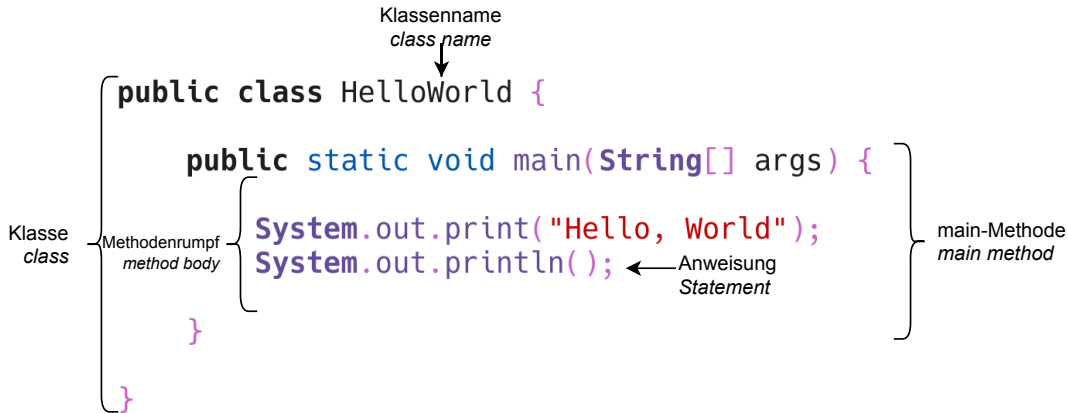 Klassenname
class name
public class HelloWorld {
public static void main(String[] args) {
Klasse
class
Methodenrumpf
method body
System.out.print("Hello, World");
System.out.println();
Anweisung
Statement
main-Methode
main method
}
}